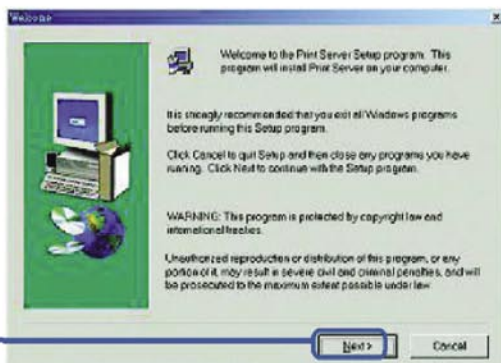 Welcome
Welcome to the Print Server Setup program. This
program will install Print Server on your computer.
It is strongly recommended that you exit all Windows programs
before running this Setup program.
Click Cancel to quit Setup and then close any programs you have
running. Click Next to continue with the Setup program.
WARNING: This program is protected by copyright law and
international treaties.
Unauthorized reproduction or distribution of this program, or any
portion of it, may result in severe civil and criminal penalties, and will
be prosecuted to the maximum extent possible under law.
Next >
Cancel